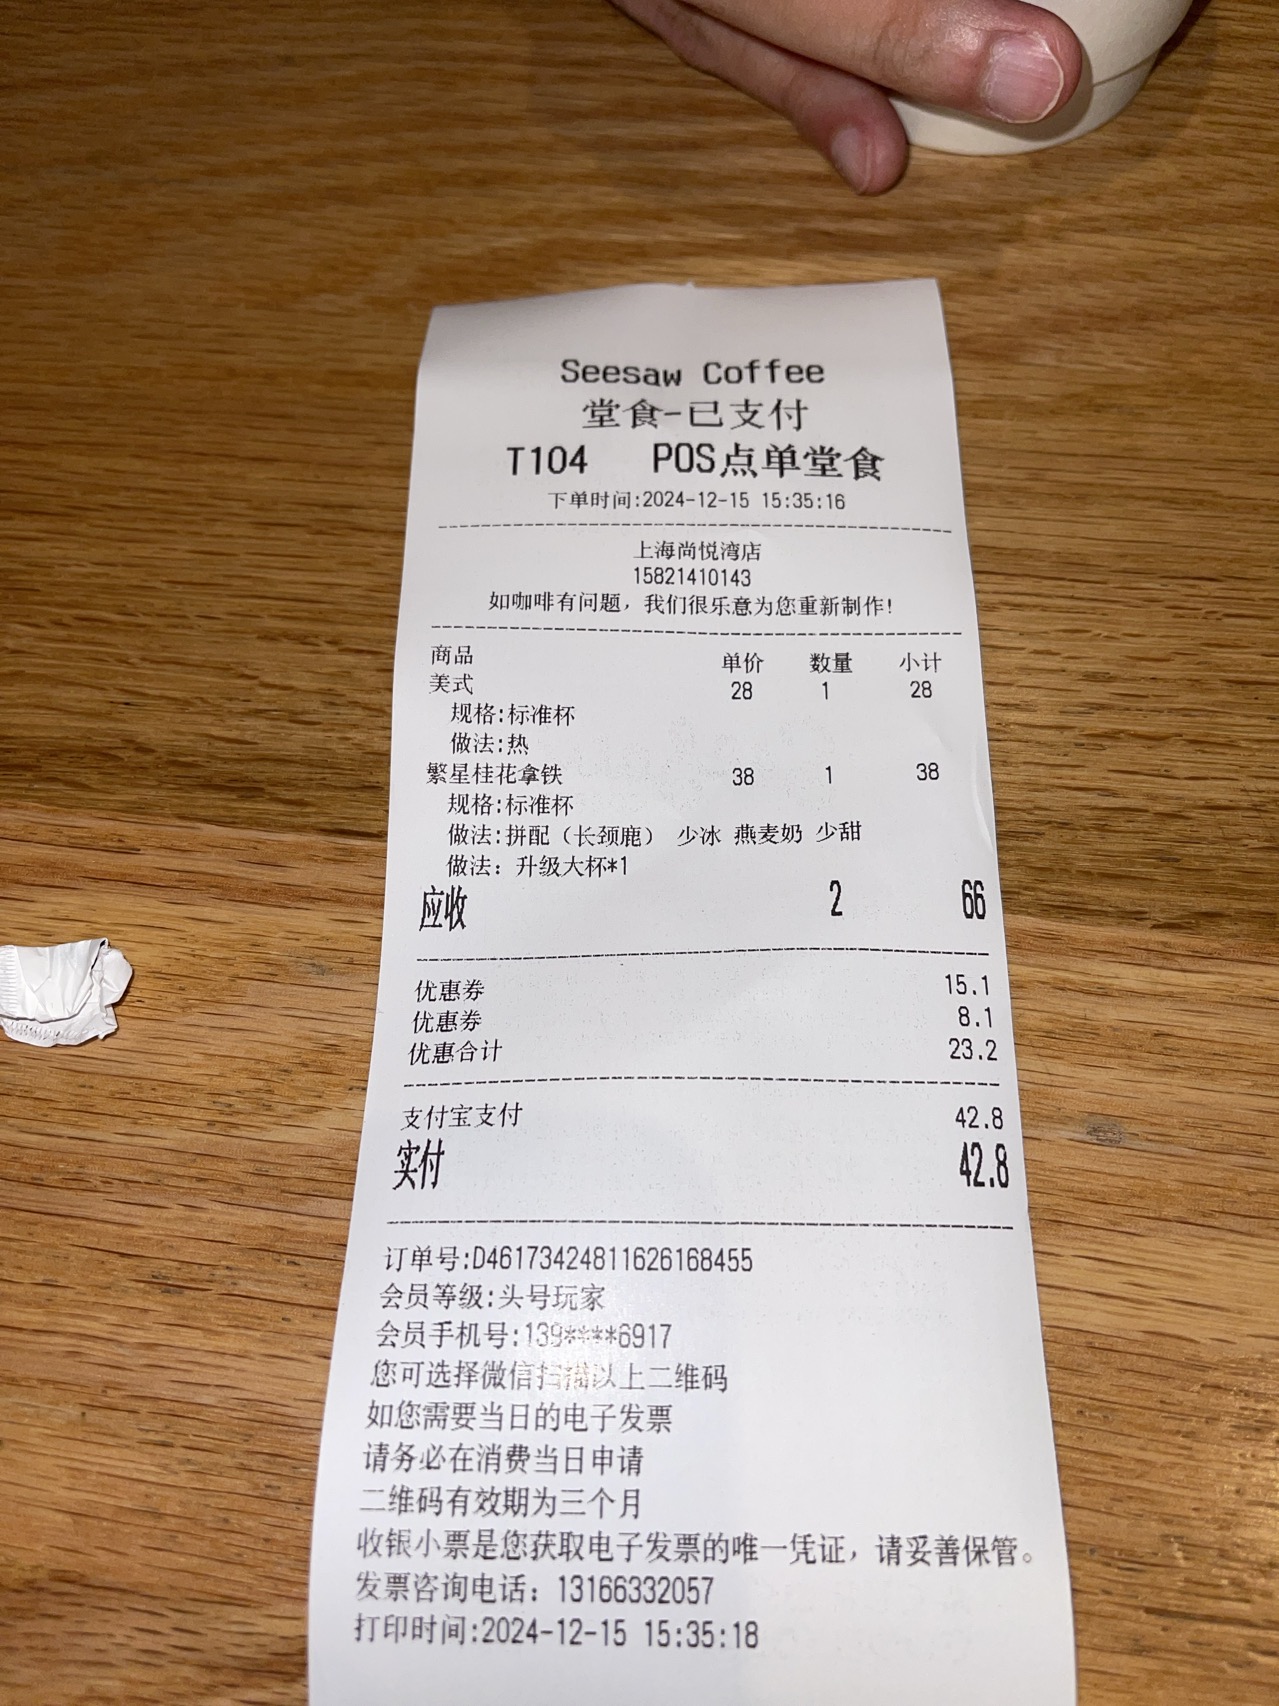 Seesaw Coffee
堂食-已支付
T104 POS点单堂食
下单时间:2024-12-15 15:35:16
上海尚悦湾店
15821410143
如咖啡有问题，我们很乐意为您重新制作!
商品 单价 数量 小计
美式 28 1 28
规格:标准杯
做法:热
繁星桂花拿铁 38 1 38
规格:标准杯
做法:拼配（长颈鹿） 少冰 燕麦奶 少甜
做法：升级大杯*1
应收 2 66
优惠券 15.1
优惠券 8.1
优惠合计 23.2
支付宝支付 42.8
实付 42.8
订单号:D46173424811626168455
会员等级:头号玩家
会员手机号:139****6917
您可选择微信扫描以上二维码
如您需要当日的电子发票
请务必在消费当日申请
二维码有效期为三个月
收银小票是您获取电子发票的唯一凭证，请妥善保管。
发票咨询电话：13166332057
打印时间:2024-12-15 15:35:18